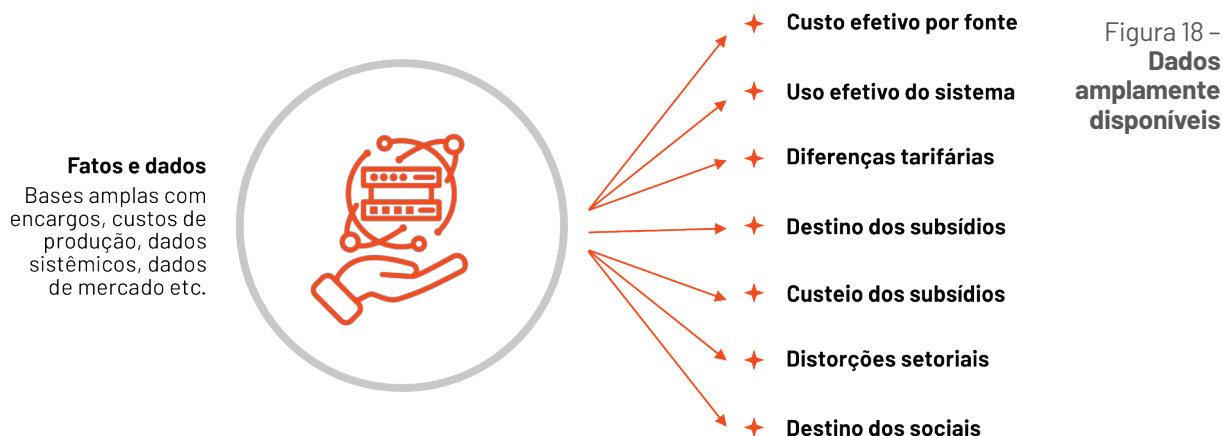 Fatos e dados
Bases amplas com
encargos, custos de
produção, dados
sistêmicos, dados
de mercado etc.
Custo efetivo por fonte
Uso efetivo do sistema
Diferenças tarifárias
Destino dos subsídios
Custeio dos subsídios
Distorções setoriais
Destino dos sociais
Figura 18 –
Dados
amplamente
disponíveis